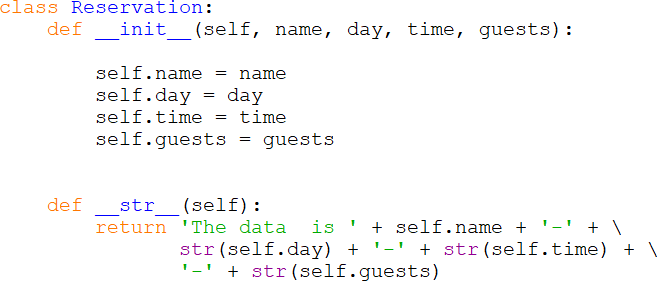 class Reservation:
    def __init__(self, name, day, time, guests):
        self.name = name
        self.day = day
        self.time = time
        self.guests = guests
    def __str__(self):
        return 'The data  is ' + self.name + '-' + \
               str(self.day) + '-' + str(self.time) + \
               '-' + str(self.guests)